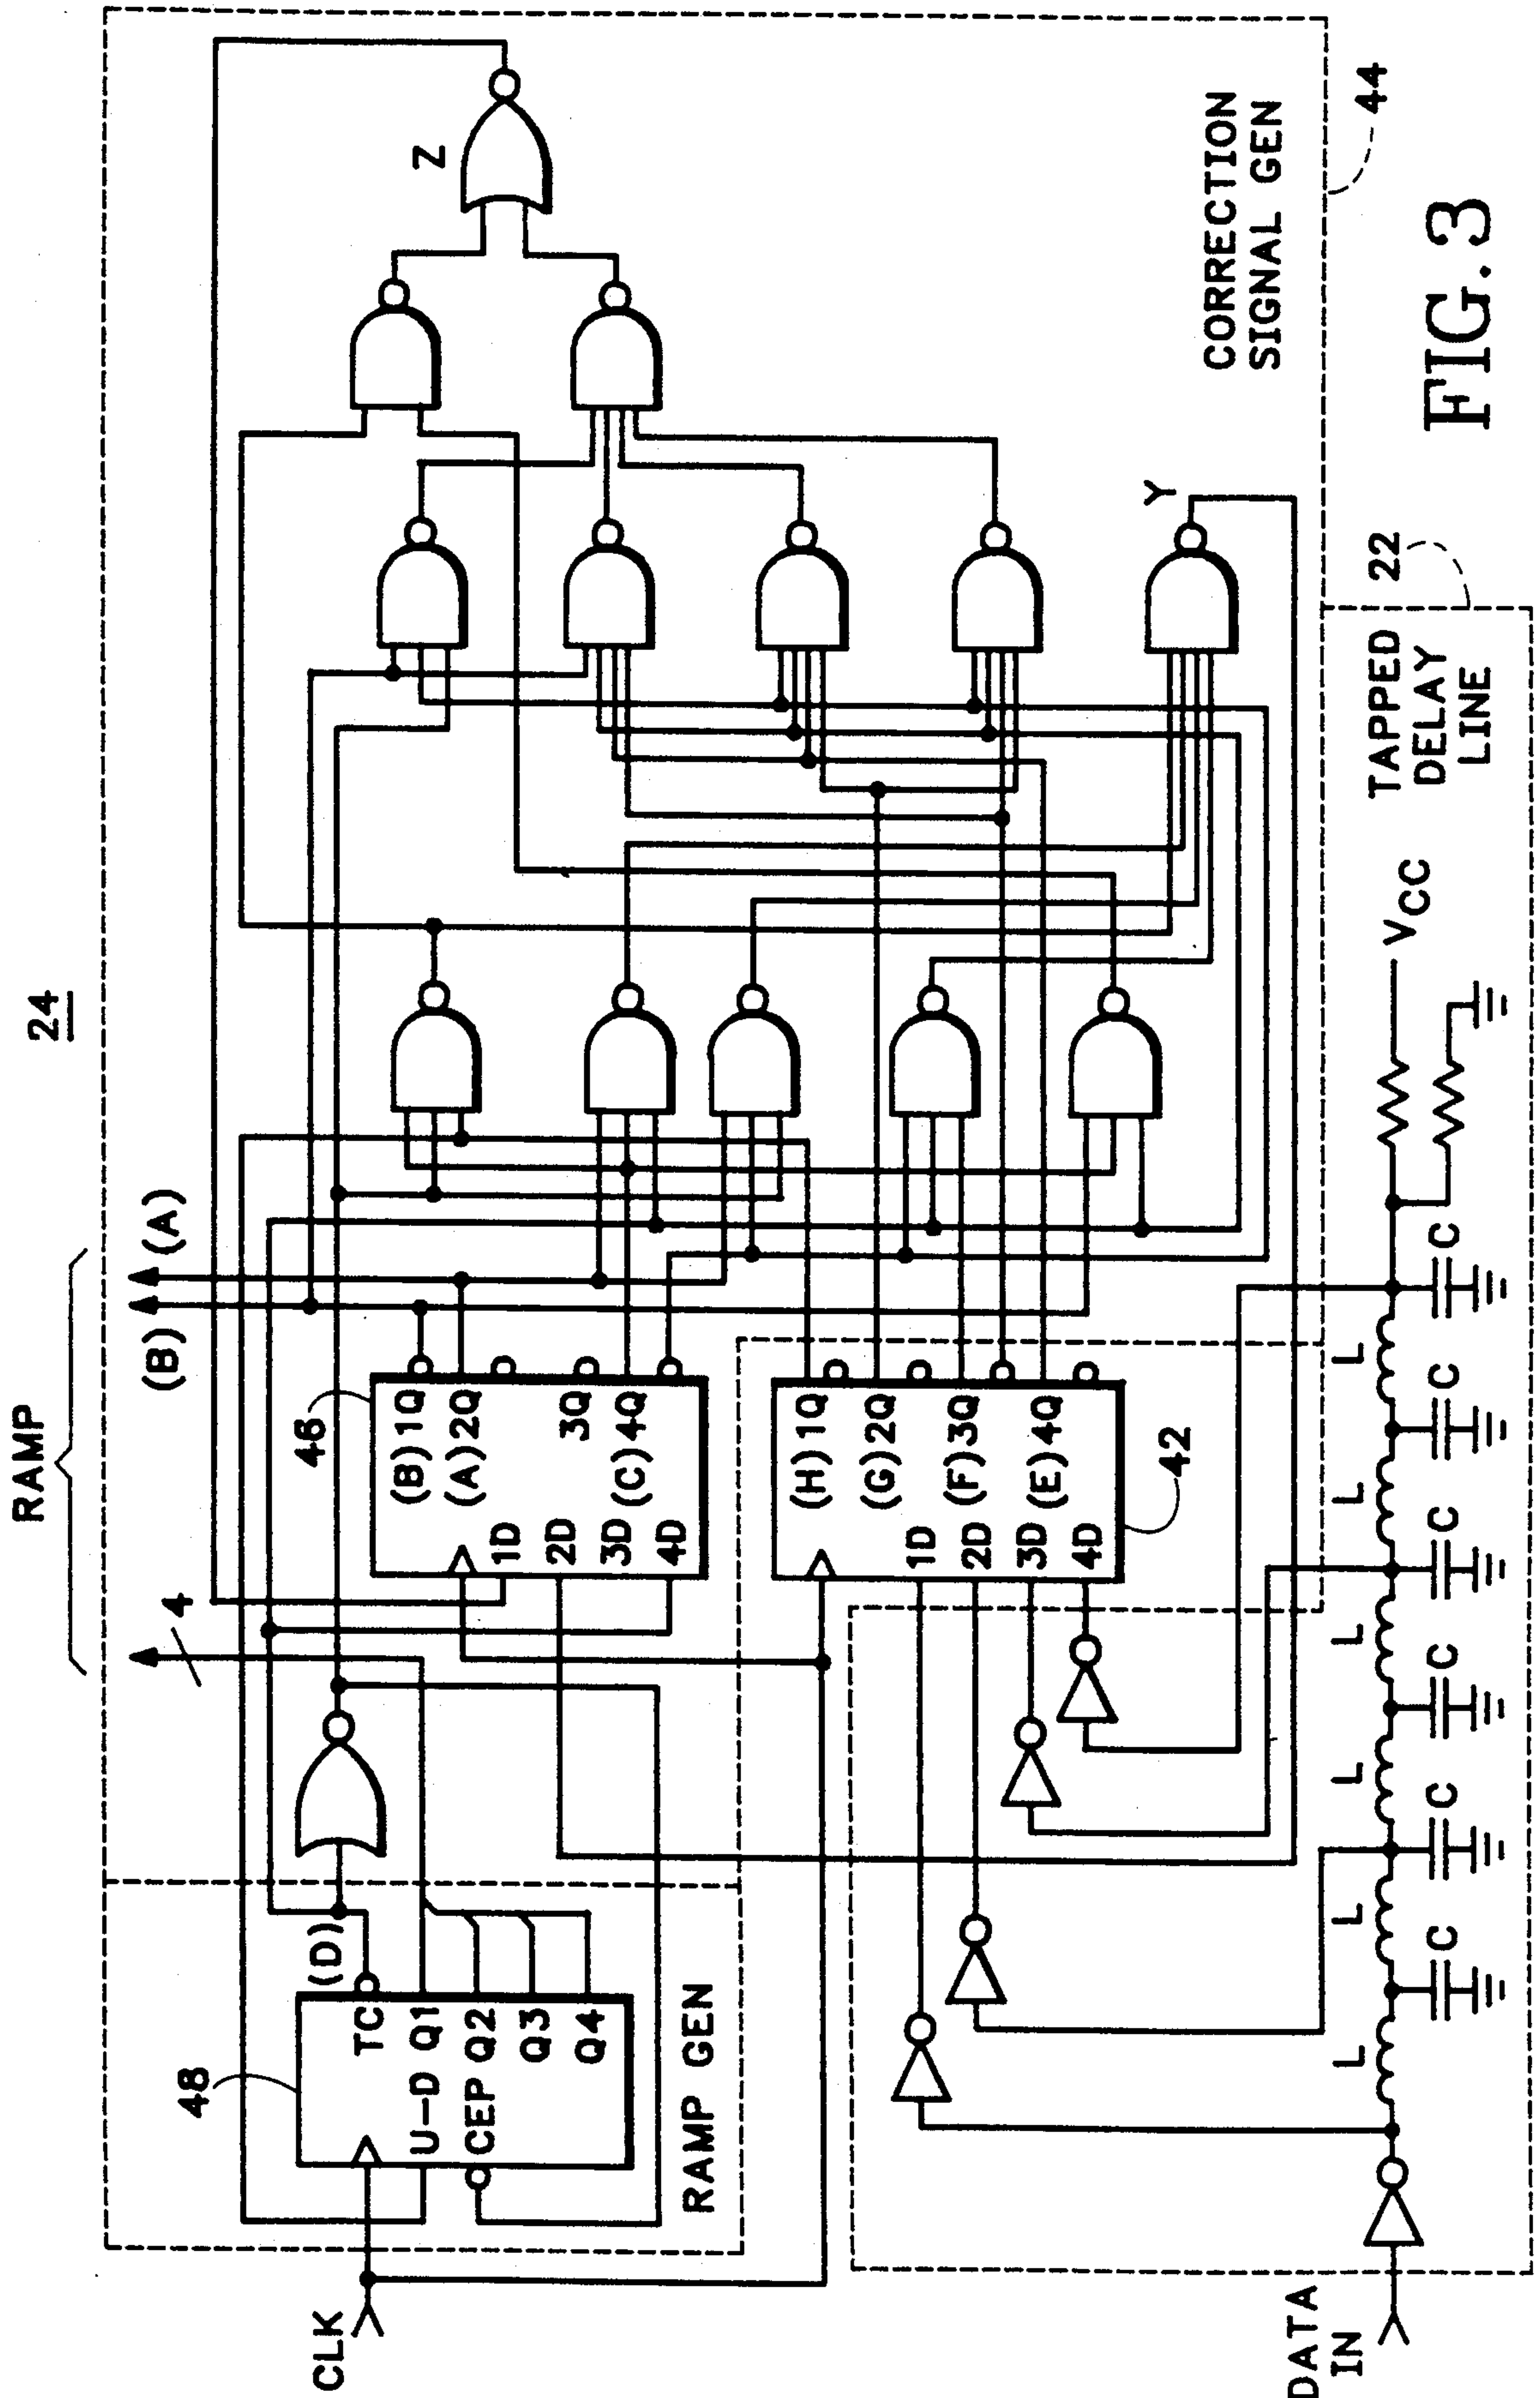 24
RAMP
(B)
(A)
4
CLK
48
(D)
TC
U-D Q1
CEP Q2
Q3
Q4
RAMP GEN
46
(B) 1Q
(A) 2Q
1D
2D
3Q
3D
(C) 4Q
4D
42
(H) 1Q
(G) 2Q
1D
(F) 3Q
2D
(E) 4Q
3D
4D
Z
Y
CORRECTION
SIGNAL GEN
44
DATA
IN
L
C
L
C
L
C
L
C
L
C
L
C
VCC
TAPPED
DELAY
LINE
22
FIG. 3